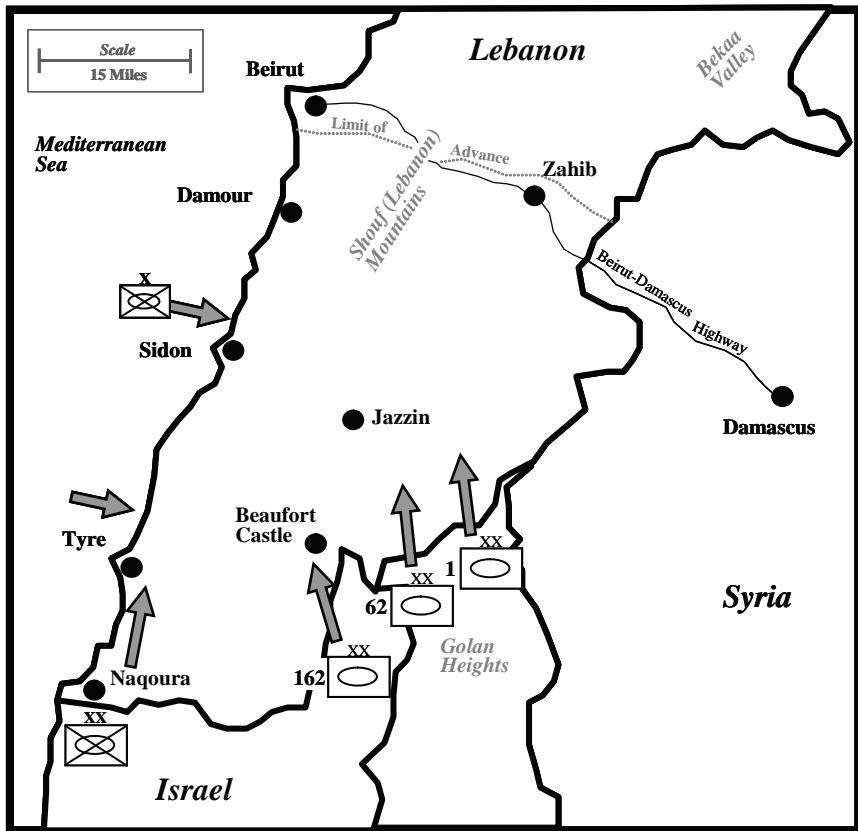 Scale
15 Miles
Lebanon
Bekaa
Valley
Beirut
Limit of
Advance
Mediterranean
Sea
Zahib
Damour
Shouf (Lebanon)
Mountains
X
Beirut-Damascus
Highway
Sidon
Jazzin
Damascus
Beaufort
Castle
Tyre
XX
1
XX
62
Syria
Golan
Heights
XX
162
Naqoura
XX
Israel